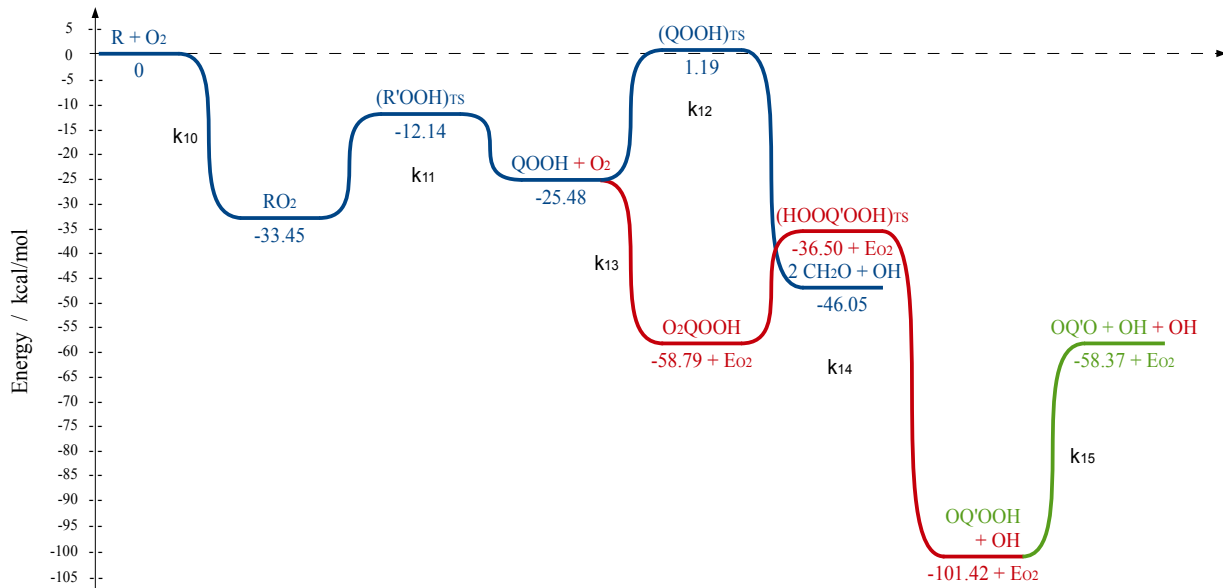 Energy / kcal/mol
5
0
-5
-10
-15
-20
-25
-30
-35
-40
-45
-50
-55
-60
-65
-70
-75
-80
-85
-90
-95
-100
-105
R + O2
0
k10
RO2
-33.45
(R'OOH)TS
-12.14
k11
QOOH + O2
-25.48
(QOOH)TS
1.19
k12
k13
O2QOOH
-58.79 + EO2
(HOOQ'OOH)TS
-36.50 + EO2
2 CH2O + OH
-46.05
k14
OQ'OOH
+ OH
-101.42 + EO2
k15
OQ'O + OH + OH
-58.37 + EO2